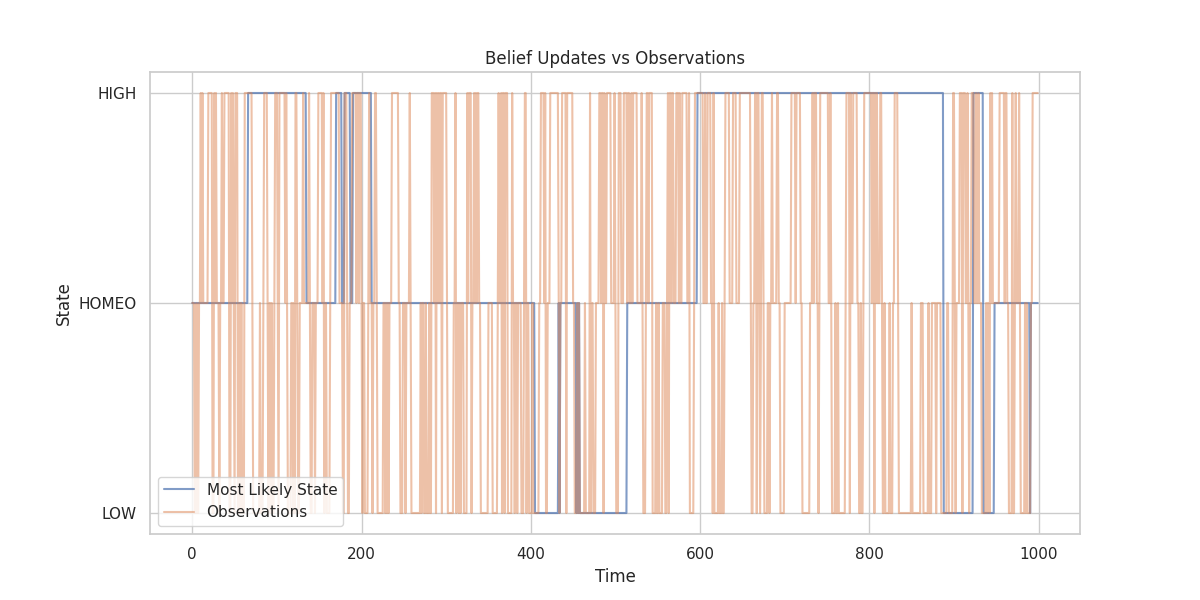 Belief Updates vs Observations
HIGH
HOMEO
LOW
State
Most Likely State
Observations
0
200
400
600
800
1000
Time